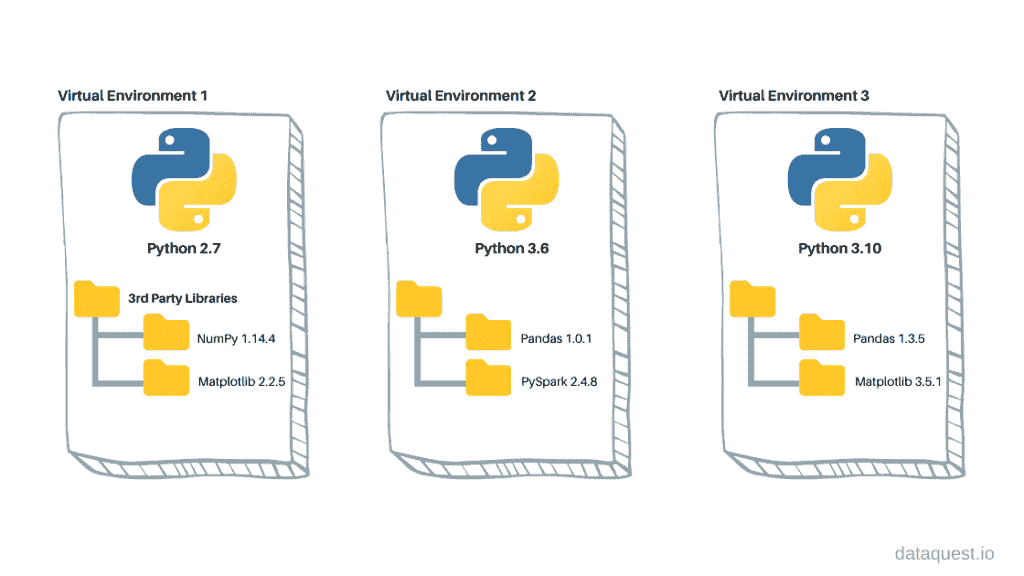 Virtual Environment 1
Python 2.7
3rd Party Libraries
NumPy 1.14.4
Matplotlib 2.2.5
Virtual Environment 2
Python 3.6
Pandas 1.0.1
PySpark 2.4.8
Virtual Environment 3
Python 3.10
Pandas 1.3.5
Matplotlib 3.5.1
dataquest.io